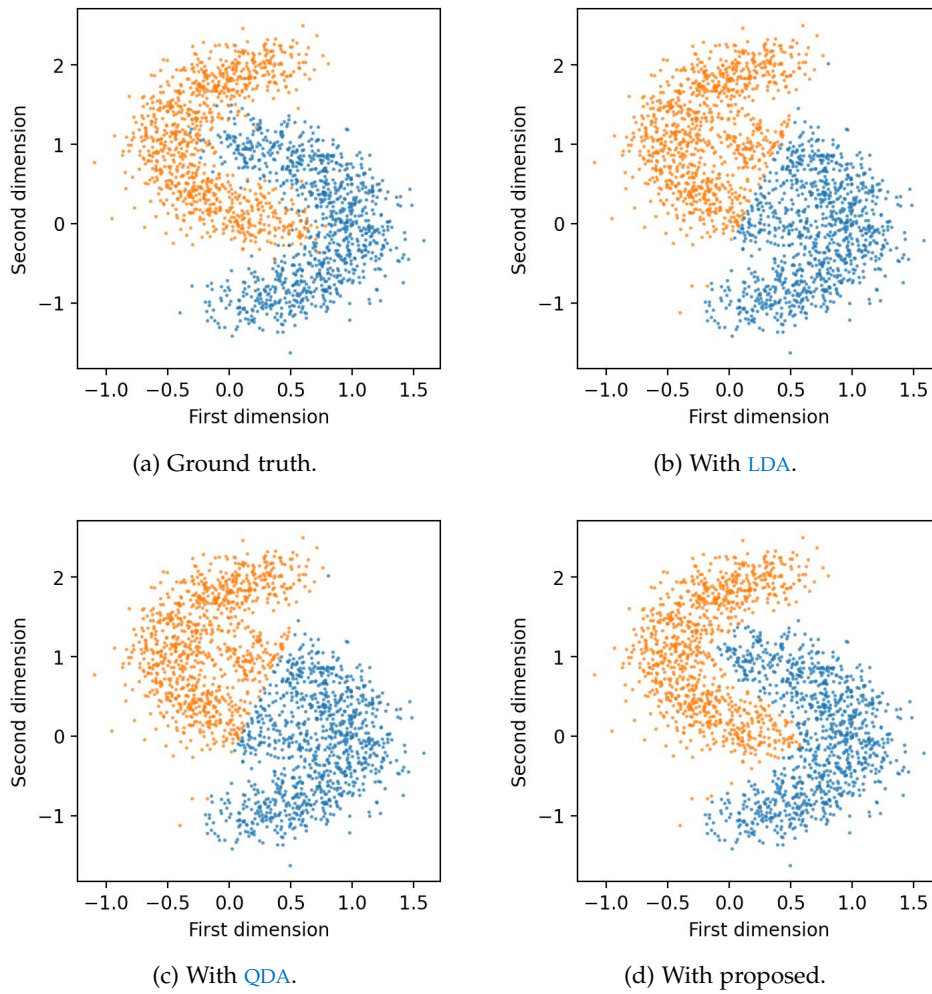 Second dimension
2
1
0
−1
−1.0 −0.5 0.0 0.5 1.0 1.5
First dimension
(a) Ground truth.
Second dimension
2
1
0
−1
−1.0 −0.5 0.0 0.5 1.0 1.5
First dimension
(b) With LDA.
Second dimension
2
1
0
−1
−1.0 −0.5 0.0 0.5 1.0 1.5
First dimension
(c) With QDA.
Second dimension
2
1
0
−1
−1.0 −0.5 0.0 0.5 1.0 1.5
First dimension
(d) With proposed.